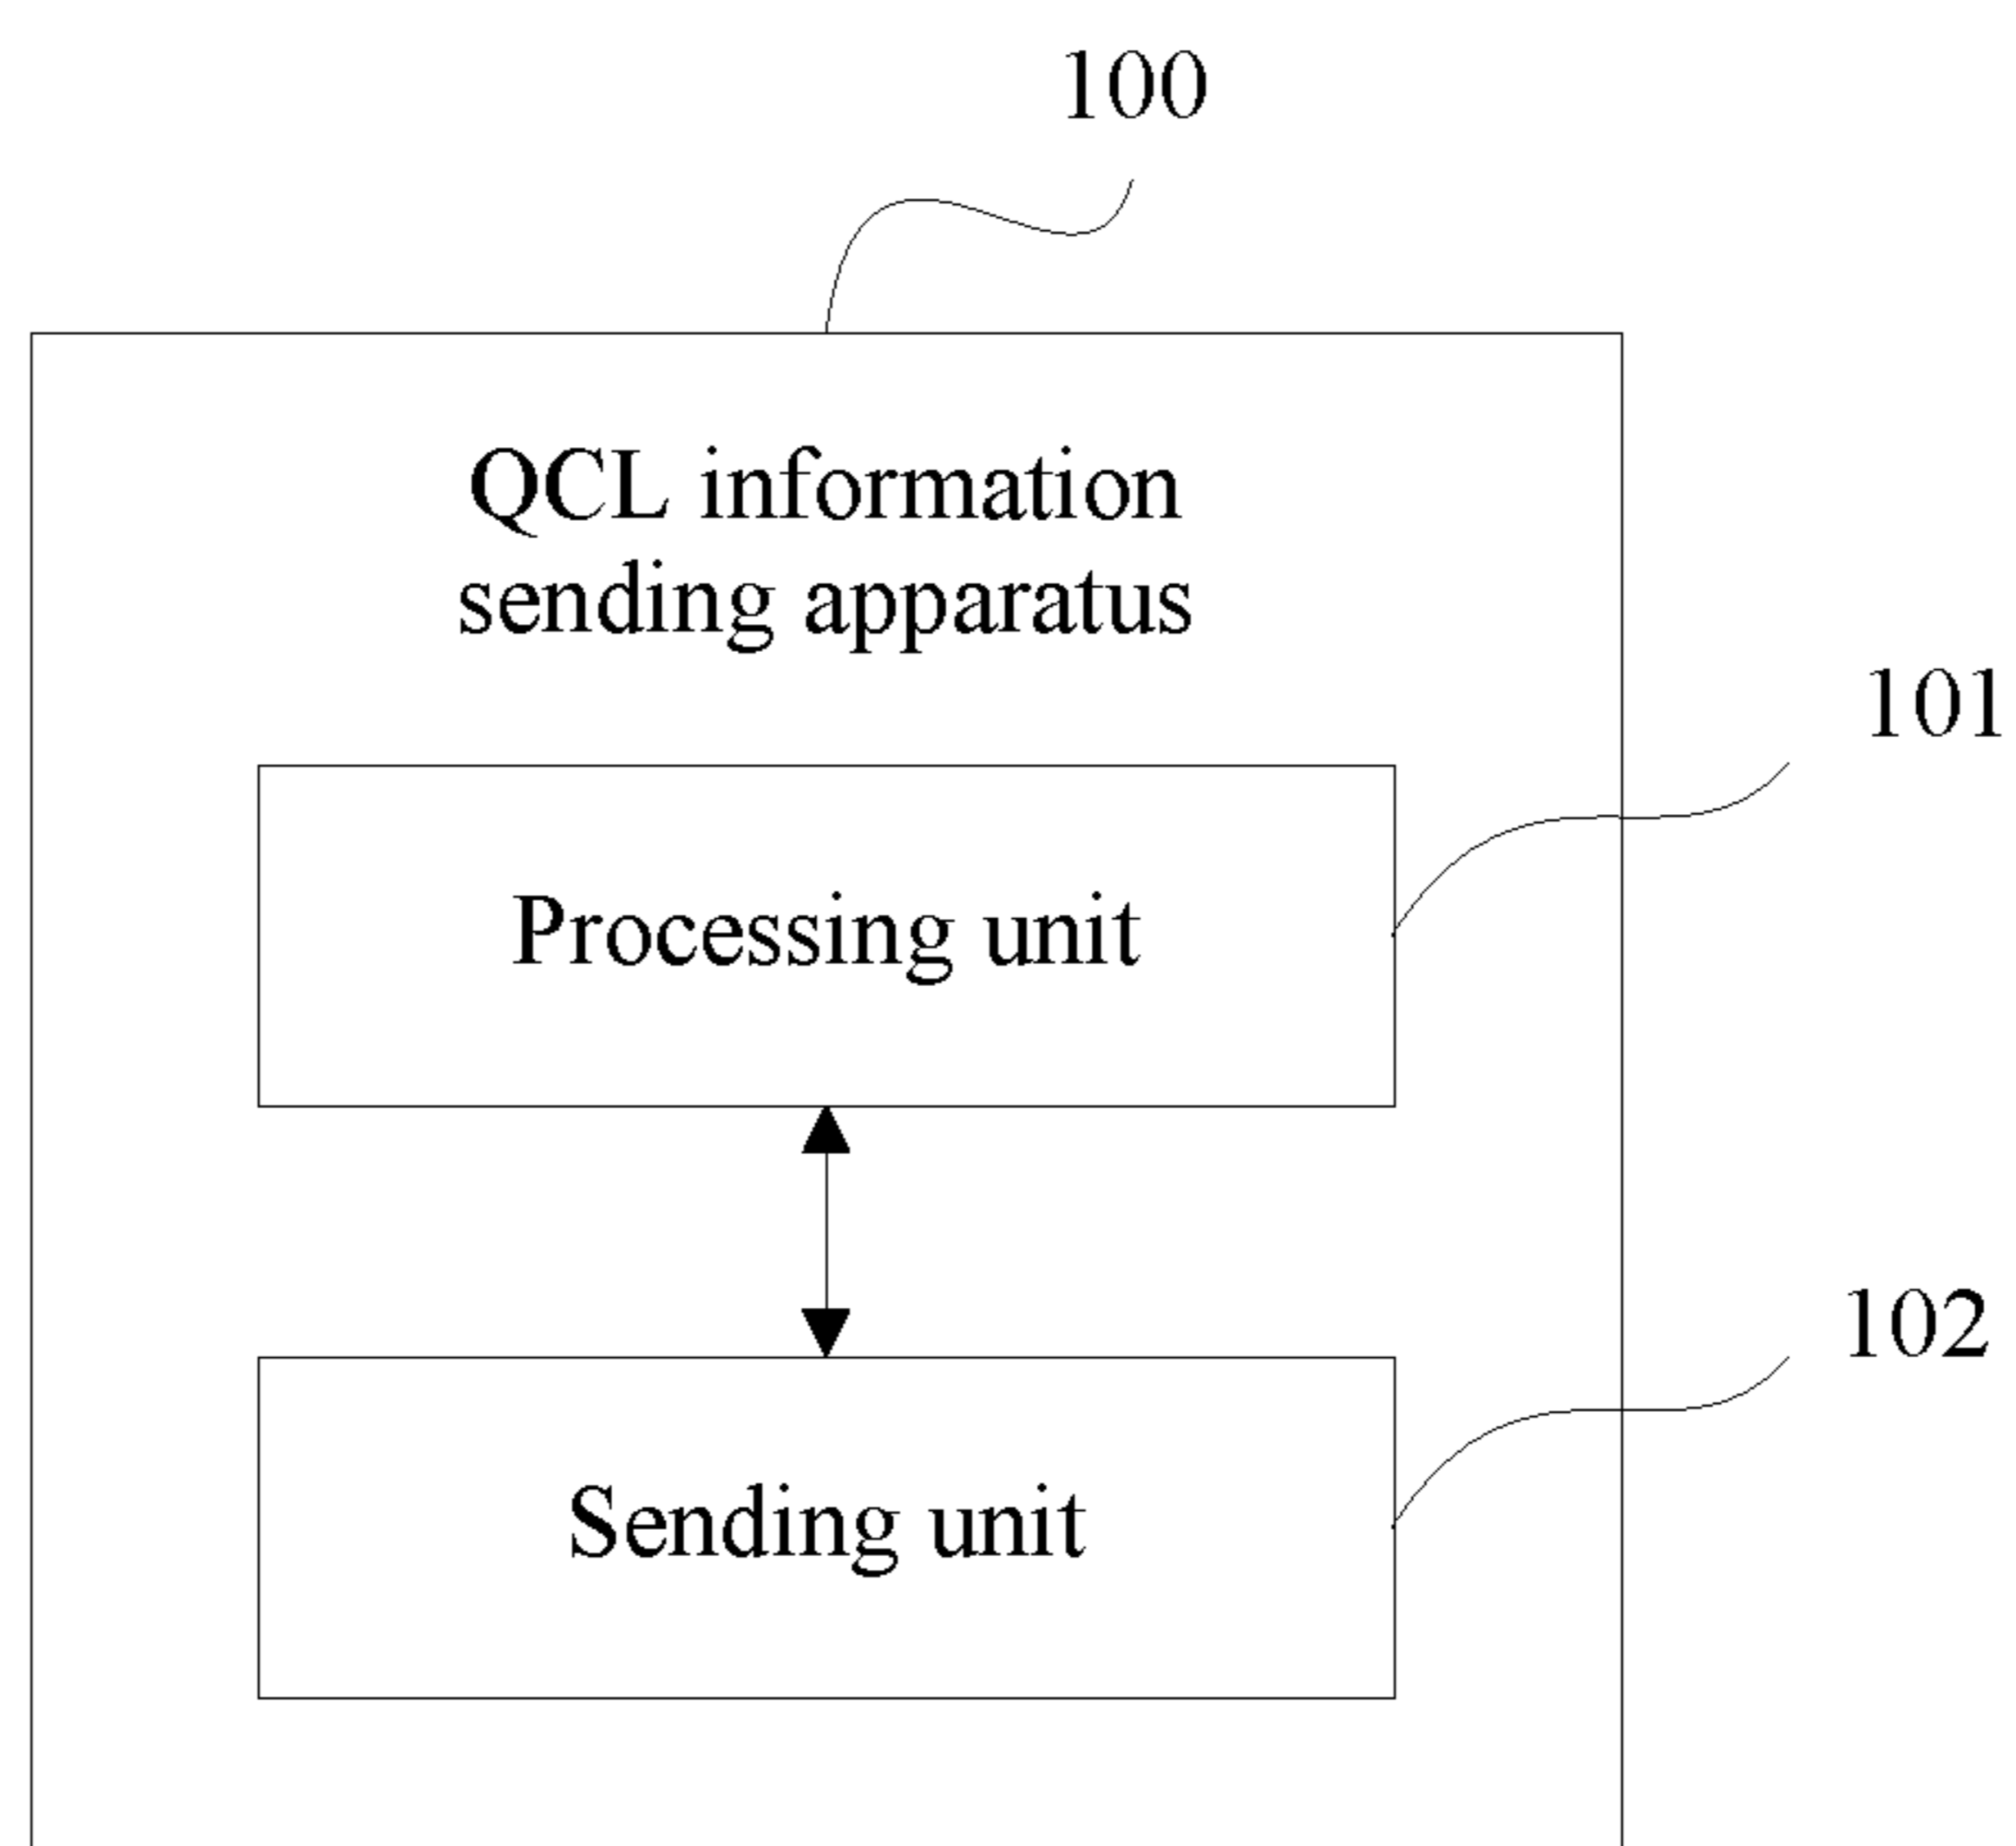 100
QCL information
sending apparatus
101
Processing unit
102
Sending unit